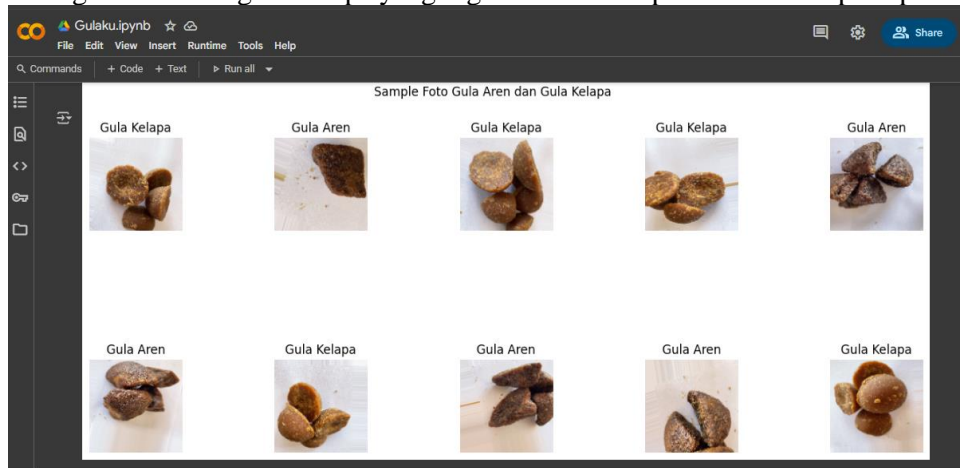 Gulaku.ipynb
File Edit View Insert Runtime Tools Help
Share
Commands + Code + Text Run all
Sample Foto Gula Aren dan Gula Kelapa
Gula Kelapa Gula Aren Gula Kelapa Gula Kelapa Gula Aren
Gula Aren Gula Kelapa Gula Aren Gula Aren Gula Kelapa